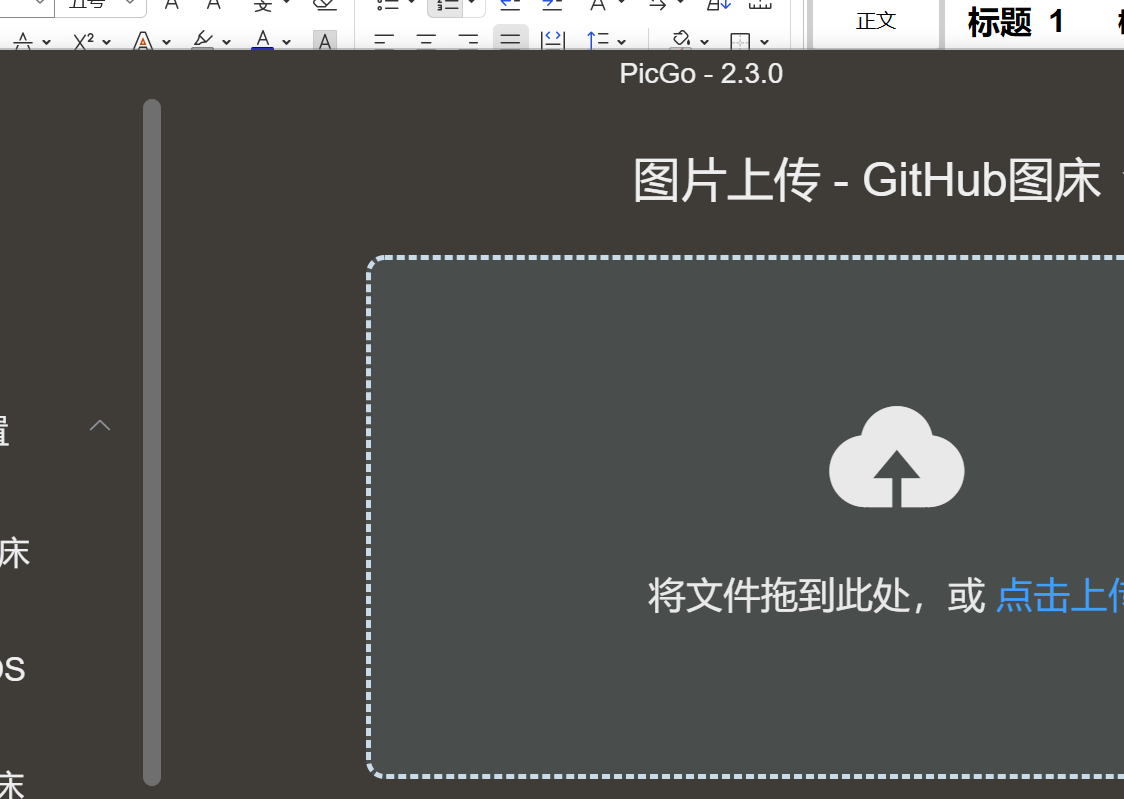 五号
正文
标题 1
PicGo - 2.3.0
图片上传 - GitHub图床
置
床
OS
床
将文件拖到此处，或 点击上传